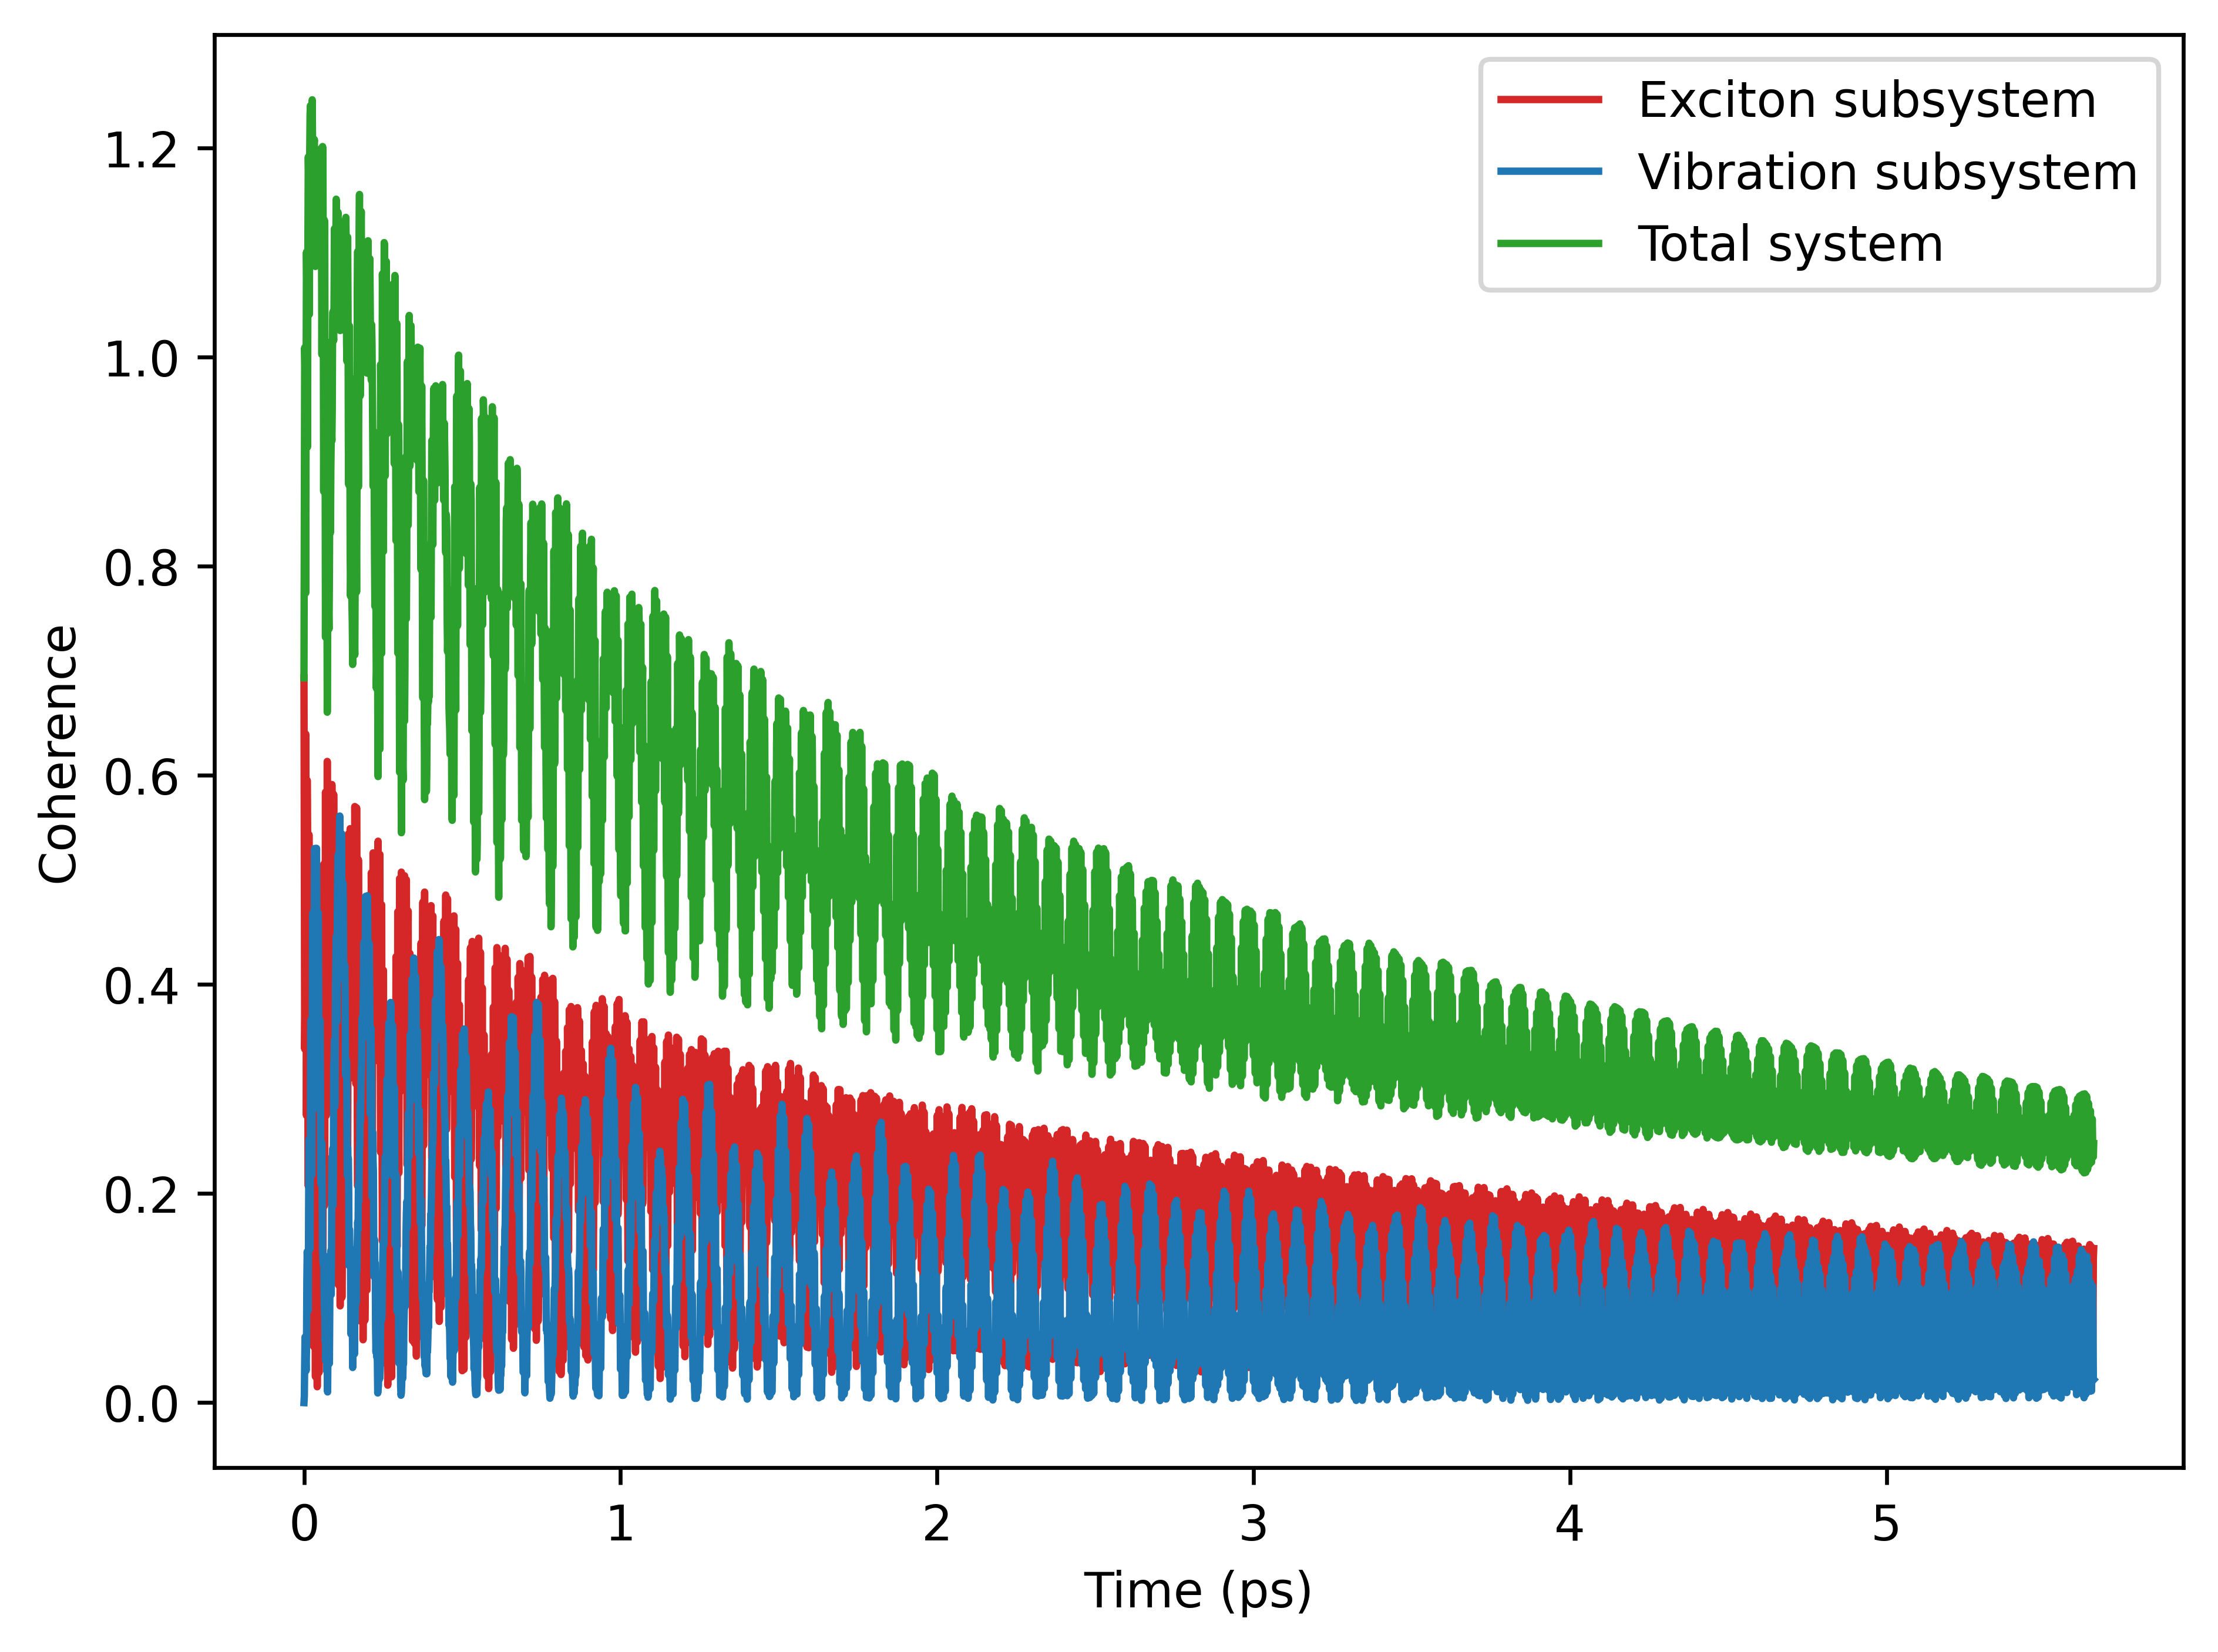 Exciton subsystem
Vibration subsystem
Total system
Coherence
1.2
1.0
0.8
0.6
0.4
0.2
0.0
0 1 2 3 4 5
Time (ps)